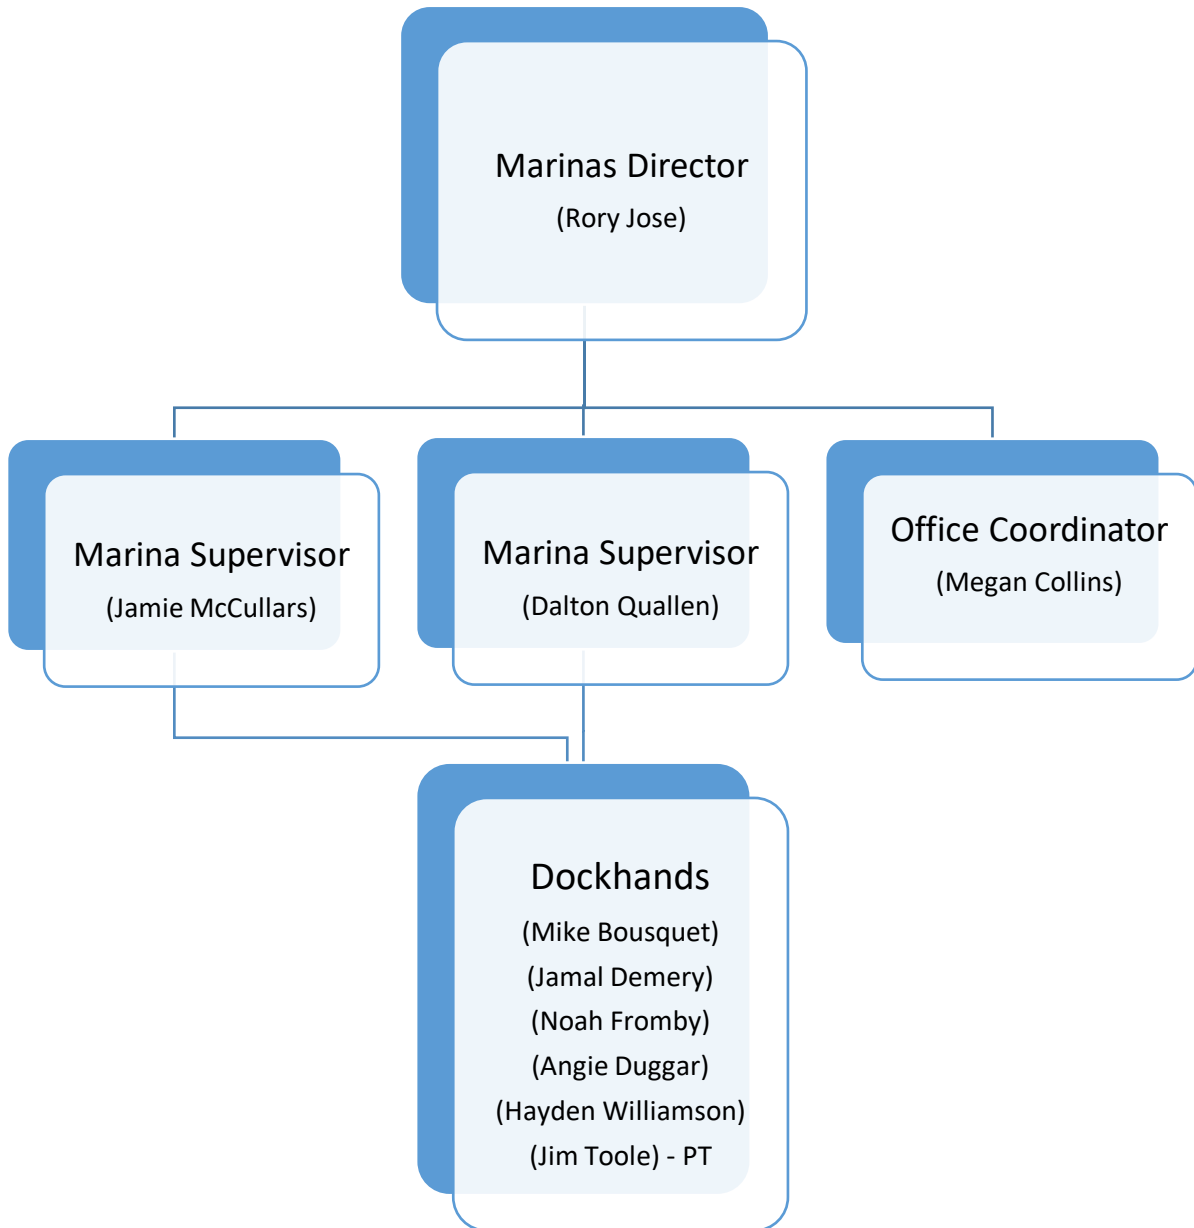 Marinas Director
(Rory Jose)
Marina Supervisor
(Jamie McCullars)
Marina Supervisor
(Dalton Quallen)
Office Coordinator
(Megan Collins)
Dockhands
(Mike Bousquet)
(Jamal Demery)
(Noah Fromby)
(Angie Duggar)
(Hayden Williamson)
(Jim Toole) - PT